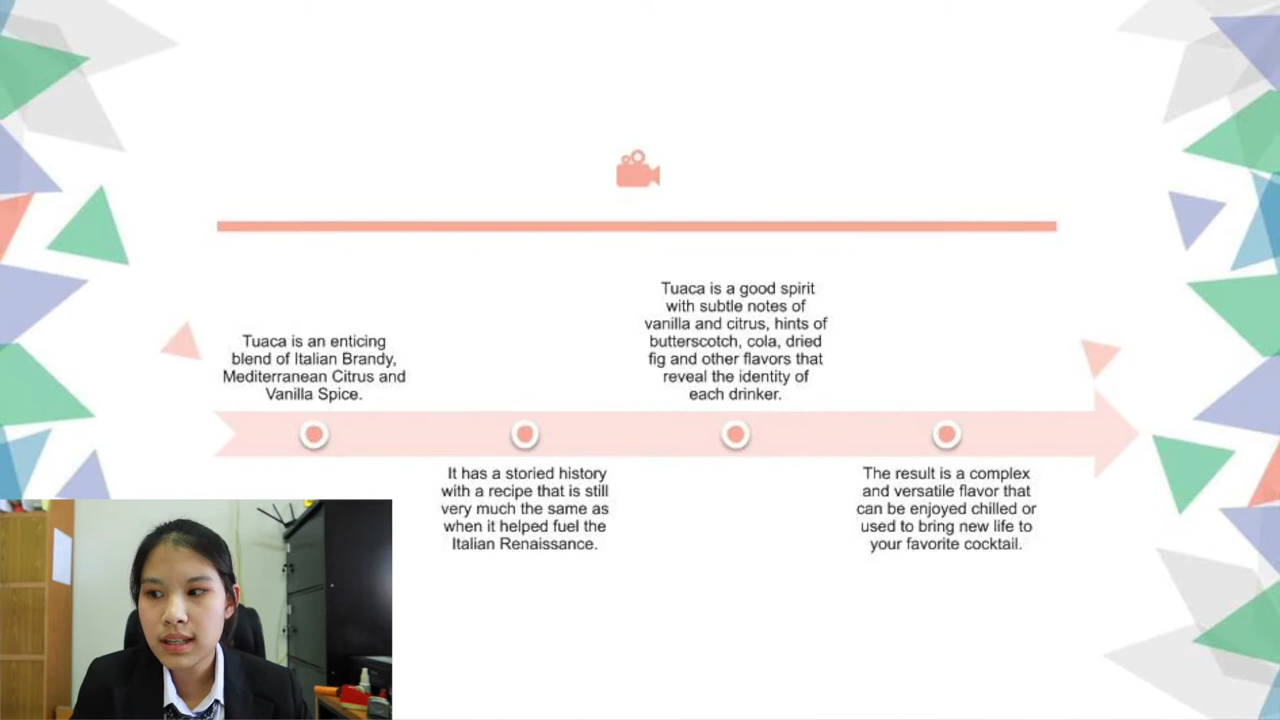 Tuaca is an enticing
blend of Italian Brandy,
Mediterranean Citrus and
Vanilla Spice.
It has a storied history
with a recipe that is still
very much the same as
when it helped fuel the
Italian Renaissance.
Tuaca is a good spirit
with subtle notes of
vanilla and citrus, hints of
butterscotch, cola, dried
fig and other flavors that
reveal the identity of
each drinker.
The result is a complex
and versatile flavor that
can be enjoyed chilled or
used to bring new life to
your favorite cocktail.